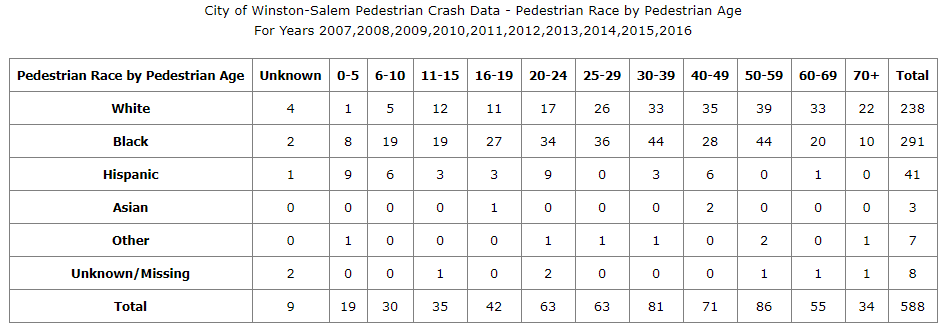 City of Winston-Salem Pedestrian Crash Data - Pedestrian Race by Pedestrian Age
For Years 2007,2008,2009,2010,2011,2012,2013,2014,2015,2016
Pedestrian Race by Pedestrian Age Unknown 0-5 6-10 11-15 16-19 20-24 25-29 30-39 40-49 50-59 60-69 70+ Total
White 4 1 5 12 11 17 26 33 35 39 33 22 238
Black 2 8 19 19 27 34 36 44 28 44 20 10 291
Hispanic 1 9 6 3 3 9 0 3 6 0 1 0 41
Asian 0 0 0 0 1 0 0 0 2 0 0 0 3
Other 0 1 0 0 0 1 1 1 0 2 0 1 7
Unknown/Missing 2 0 0 1 0 2 0 0 0 1 1 1 8
Total 9 19 30 35 42 63 63 81 71 86 55 34 588